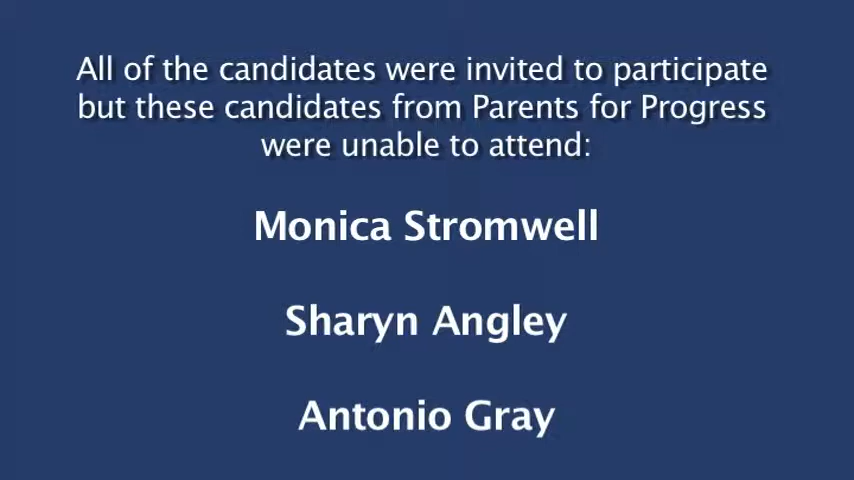 All of the candidates were invited to participate
but these candidates from Parents for Progress
were unable to attend:
Monica Stromwell
Sharyn Angley
Antonio Gray